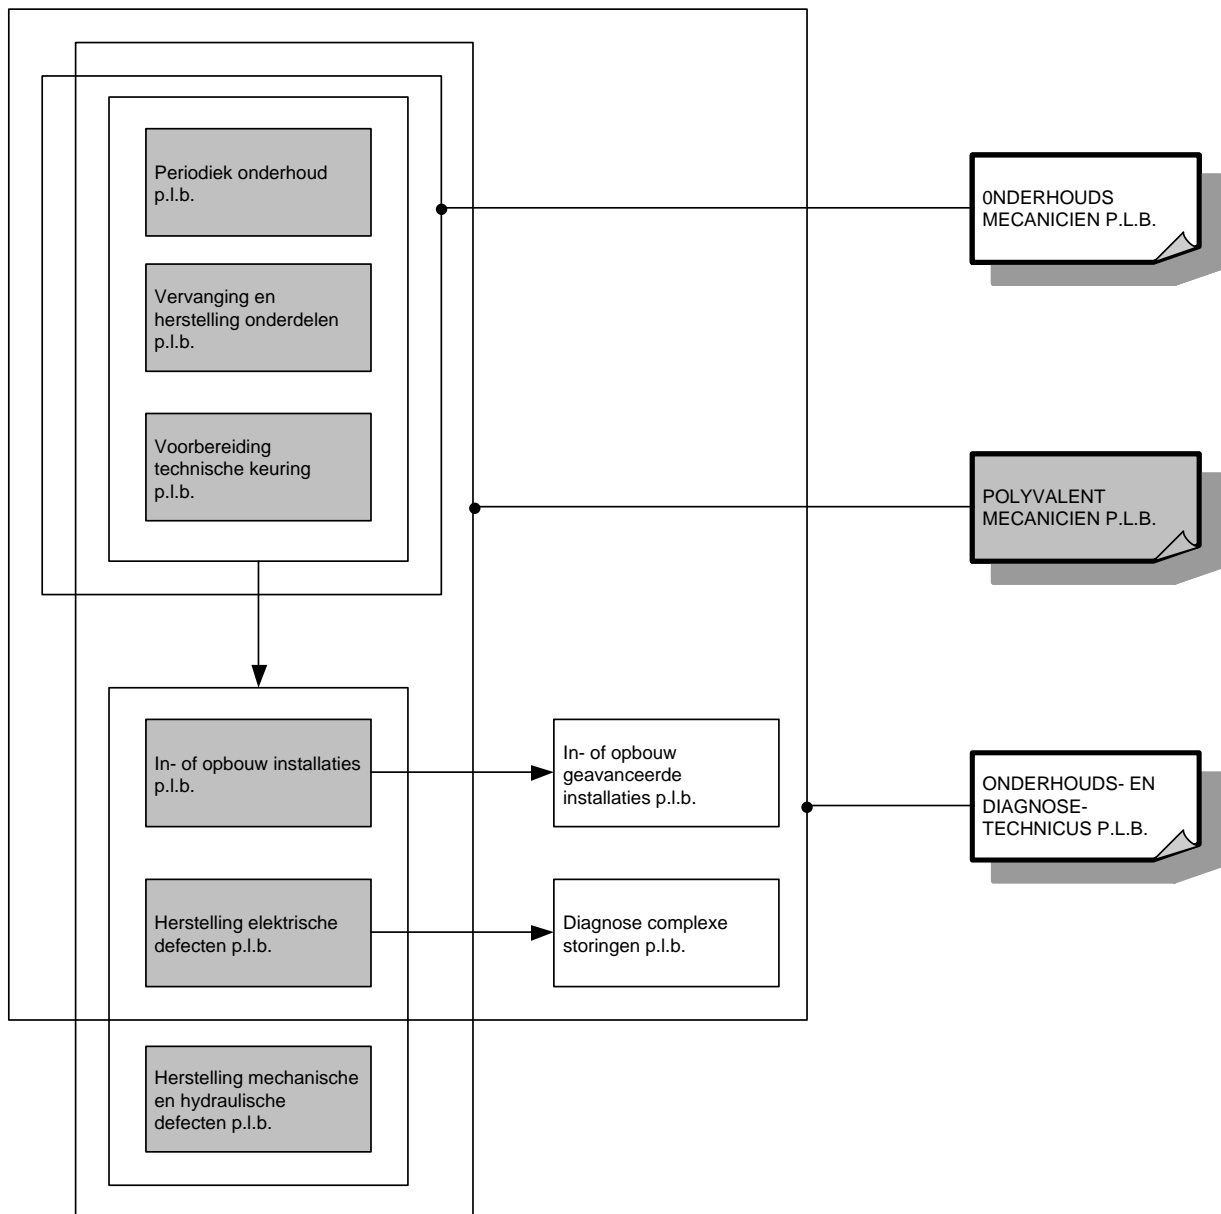 Periodiek onderhoud
p.l.b.
Vervanging en
herstelling onderdelen
p.l.b.
Voorbereiding
technische keuring
p.l.b.
In- of opbouw installaties
p.l.b.
Herstelling elektrische
defecten p.l.b.
Herstelling mechanische
en hydraulische
defecten p.l.b.
In- of opbouw
geavanceerde
installaties p.l.b.
Diagnose complexe
storingen p.l.b.
0NDERHOUDS
MECANICIEN P.L.B.
POLYVALENT
MECANICIEN P.L.B.
ONDERHOUDS- EN
DIAGNOSE-
TECHNICUS P.L.B.